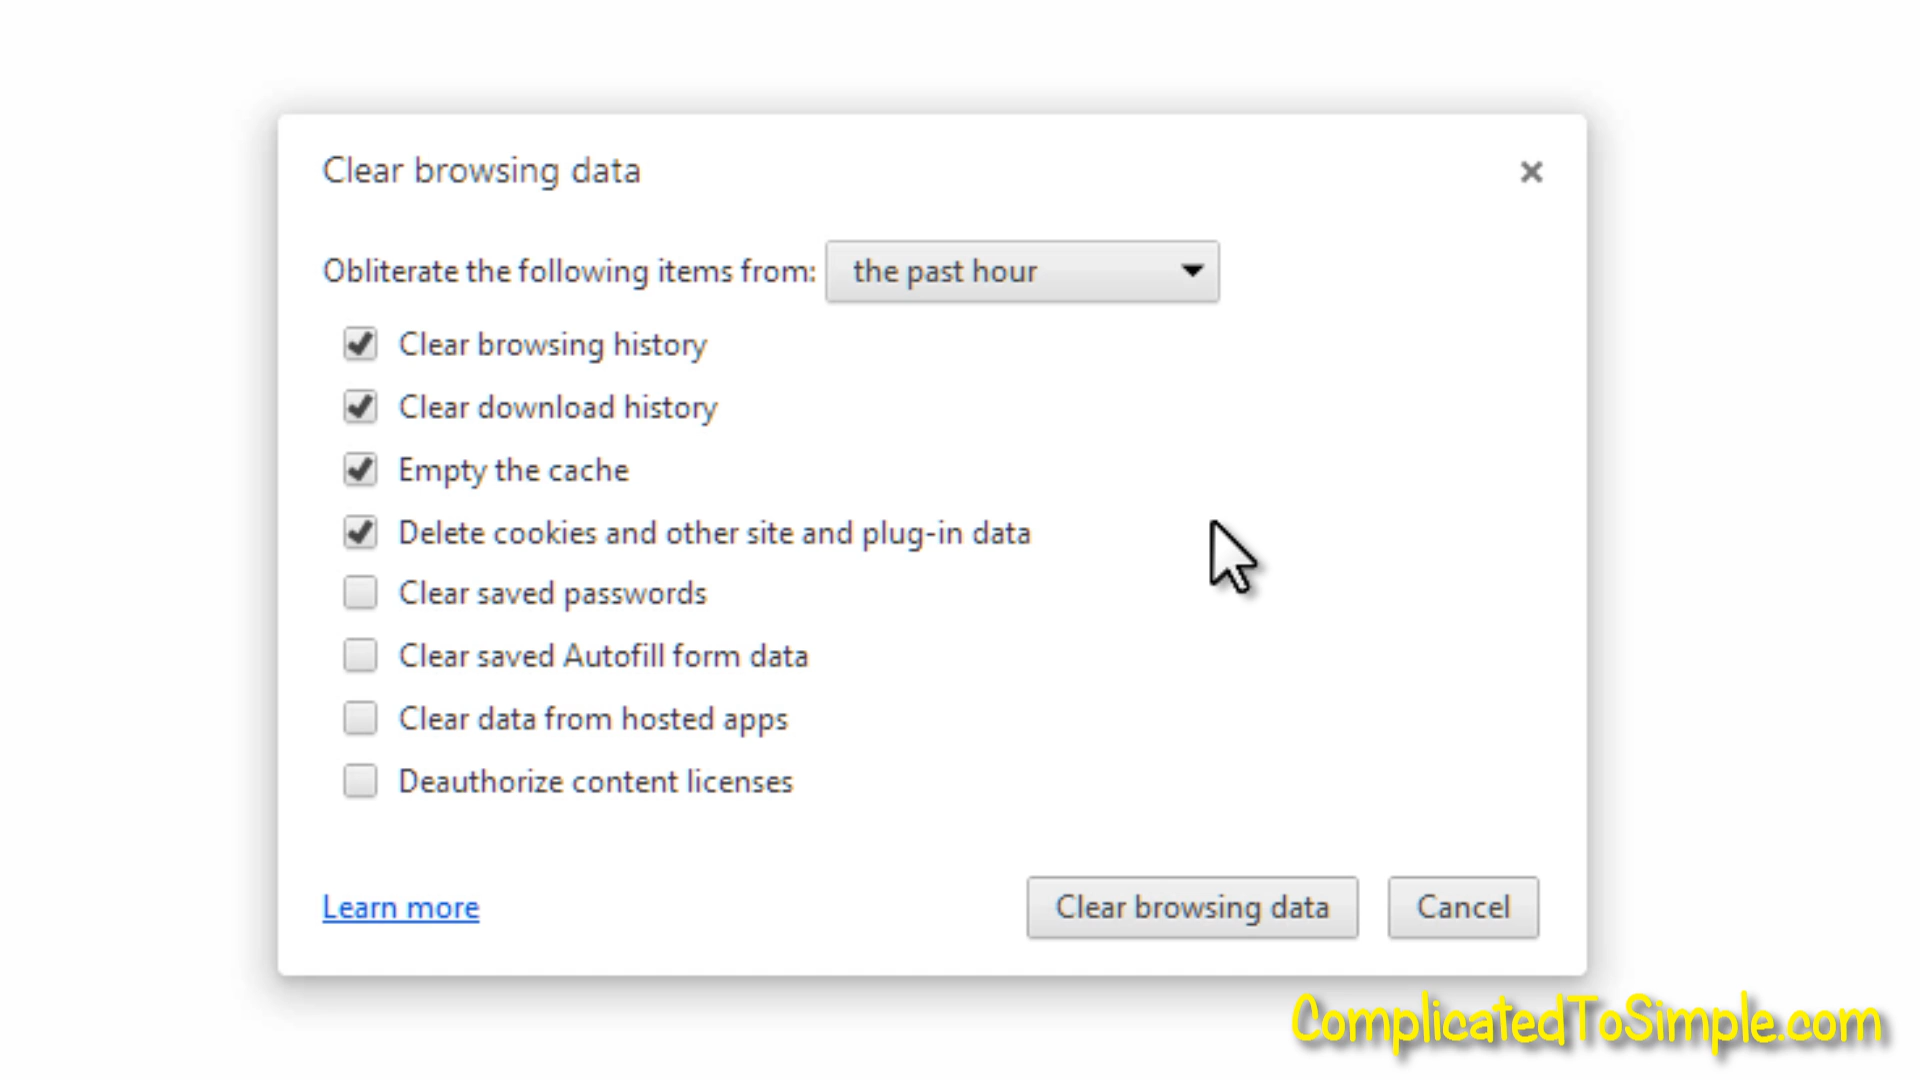 Clear browsing data
Obliterate the following items from: the past hour
Clear browsing history
Clear download history
Empty the cache
Delete cookies and other site and plug-in data
Clear saved passwords
Clear saved Autofill form data
Clear data from hosted apps
Deauthorize content licenses
Learn more Clear browsing data Cancel
ComplicatedToSimple.com